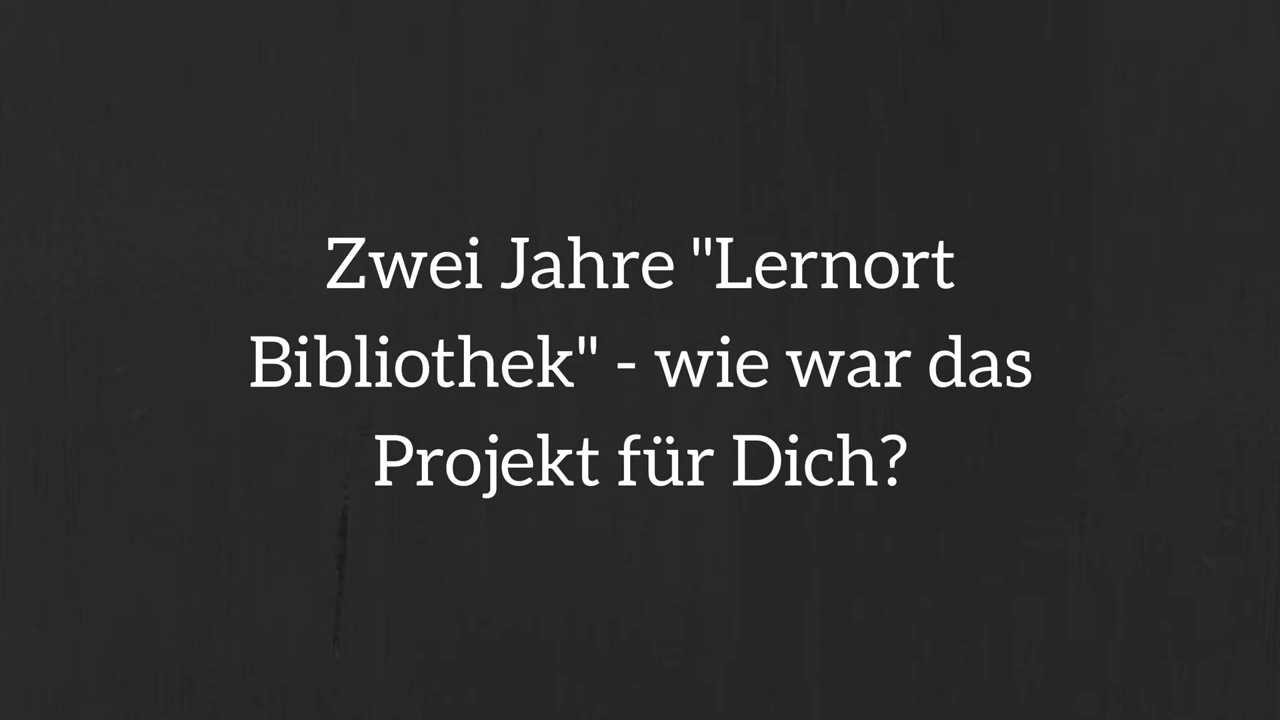 Zwei Jahre "Lernort
Bibliothek" - wie war das
Projekt für Dich?